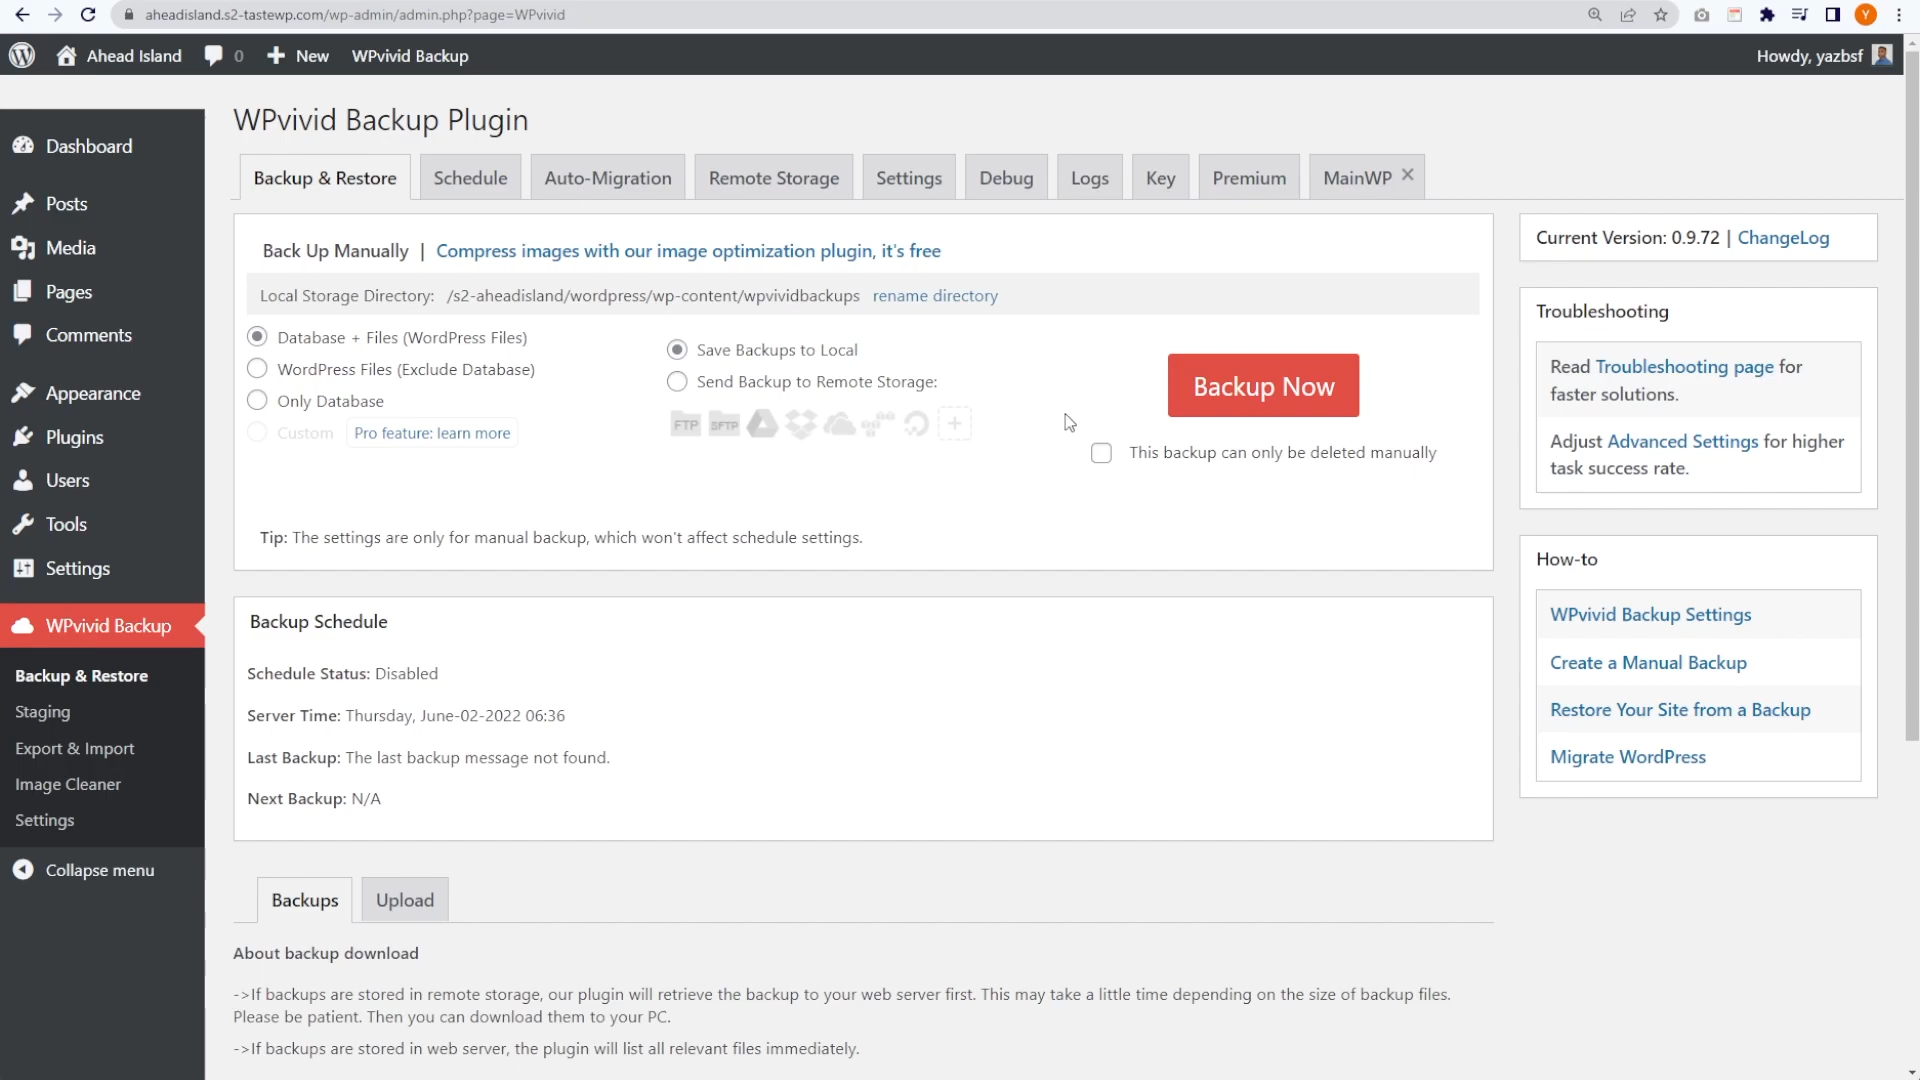 aheadisland.s2-tastewp.com/wp-admin/admin.php?page=WPvivid
Y
Ahead Island
0
New
WPvivid Backup
Howdy, yazbsf
Dashboard
Posts
Media
Pages
Comments
Appearance
Plugins
Users
Tools
Settings
WPvivid Backup
Backup & Restore
Staging
Export & Import
Image Cleaner
Settings
Collapse menu
WPvivid Backup Plugin
Backup & Restore
Schedule
Auto-Migration
Remote Storage
Settings
Debug
Logs
Key
Premium
MainWP
Back Up Manually | Compress images with our image optimization plugin, it's free
Local Storage Directory: /s2-aheadisland/wordpress/wp-content/wpvividbackups rename directory
Database + Files (WordPress Files)
WordPress Files (Exclude Database)
Only Database
Custom Pro feature: learn more
Save Backups to Local
Send Backup to Remote Storage:
FTP SFTP
Backup Now
This backup can only be deleted manually
Tip: The settings are only for manual backup, which won't affect schedule settings.
Backup Schedule
Schedule Status: Disabled
Server Time: Thursday, June-02-2022 06:36
Last Backup: The last backup message not found.
Next Backup: N/A
Backups
Upload
About backup download
->If backups are stored in remote storage, our plugin will retrieve the backup to your web server first. This may take a little time depending on the size of backup files.
Please be patient. Then you can download them to your PC.
->If backups are stored in web server, the plugin will list all relevant files immediately.
Current Version: 0.9.72 | ChangeLog
Troubleshooting
Read Troubleshooting page for
faster solutions.
Adjust Advanced Settings for higher
task success rate.
How-to
WPvivid Backup Settings
Create a Manual Backup
Restore Your Site from a Backup
Migrate WordPress